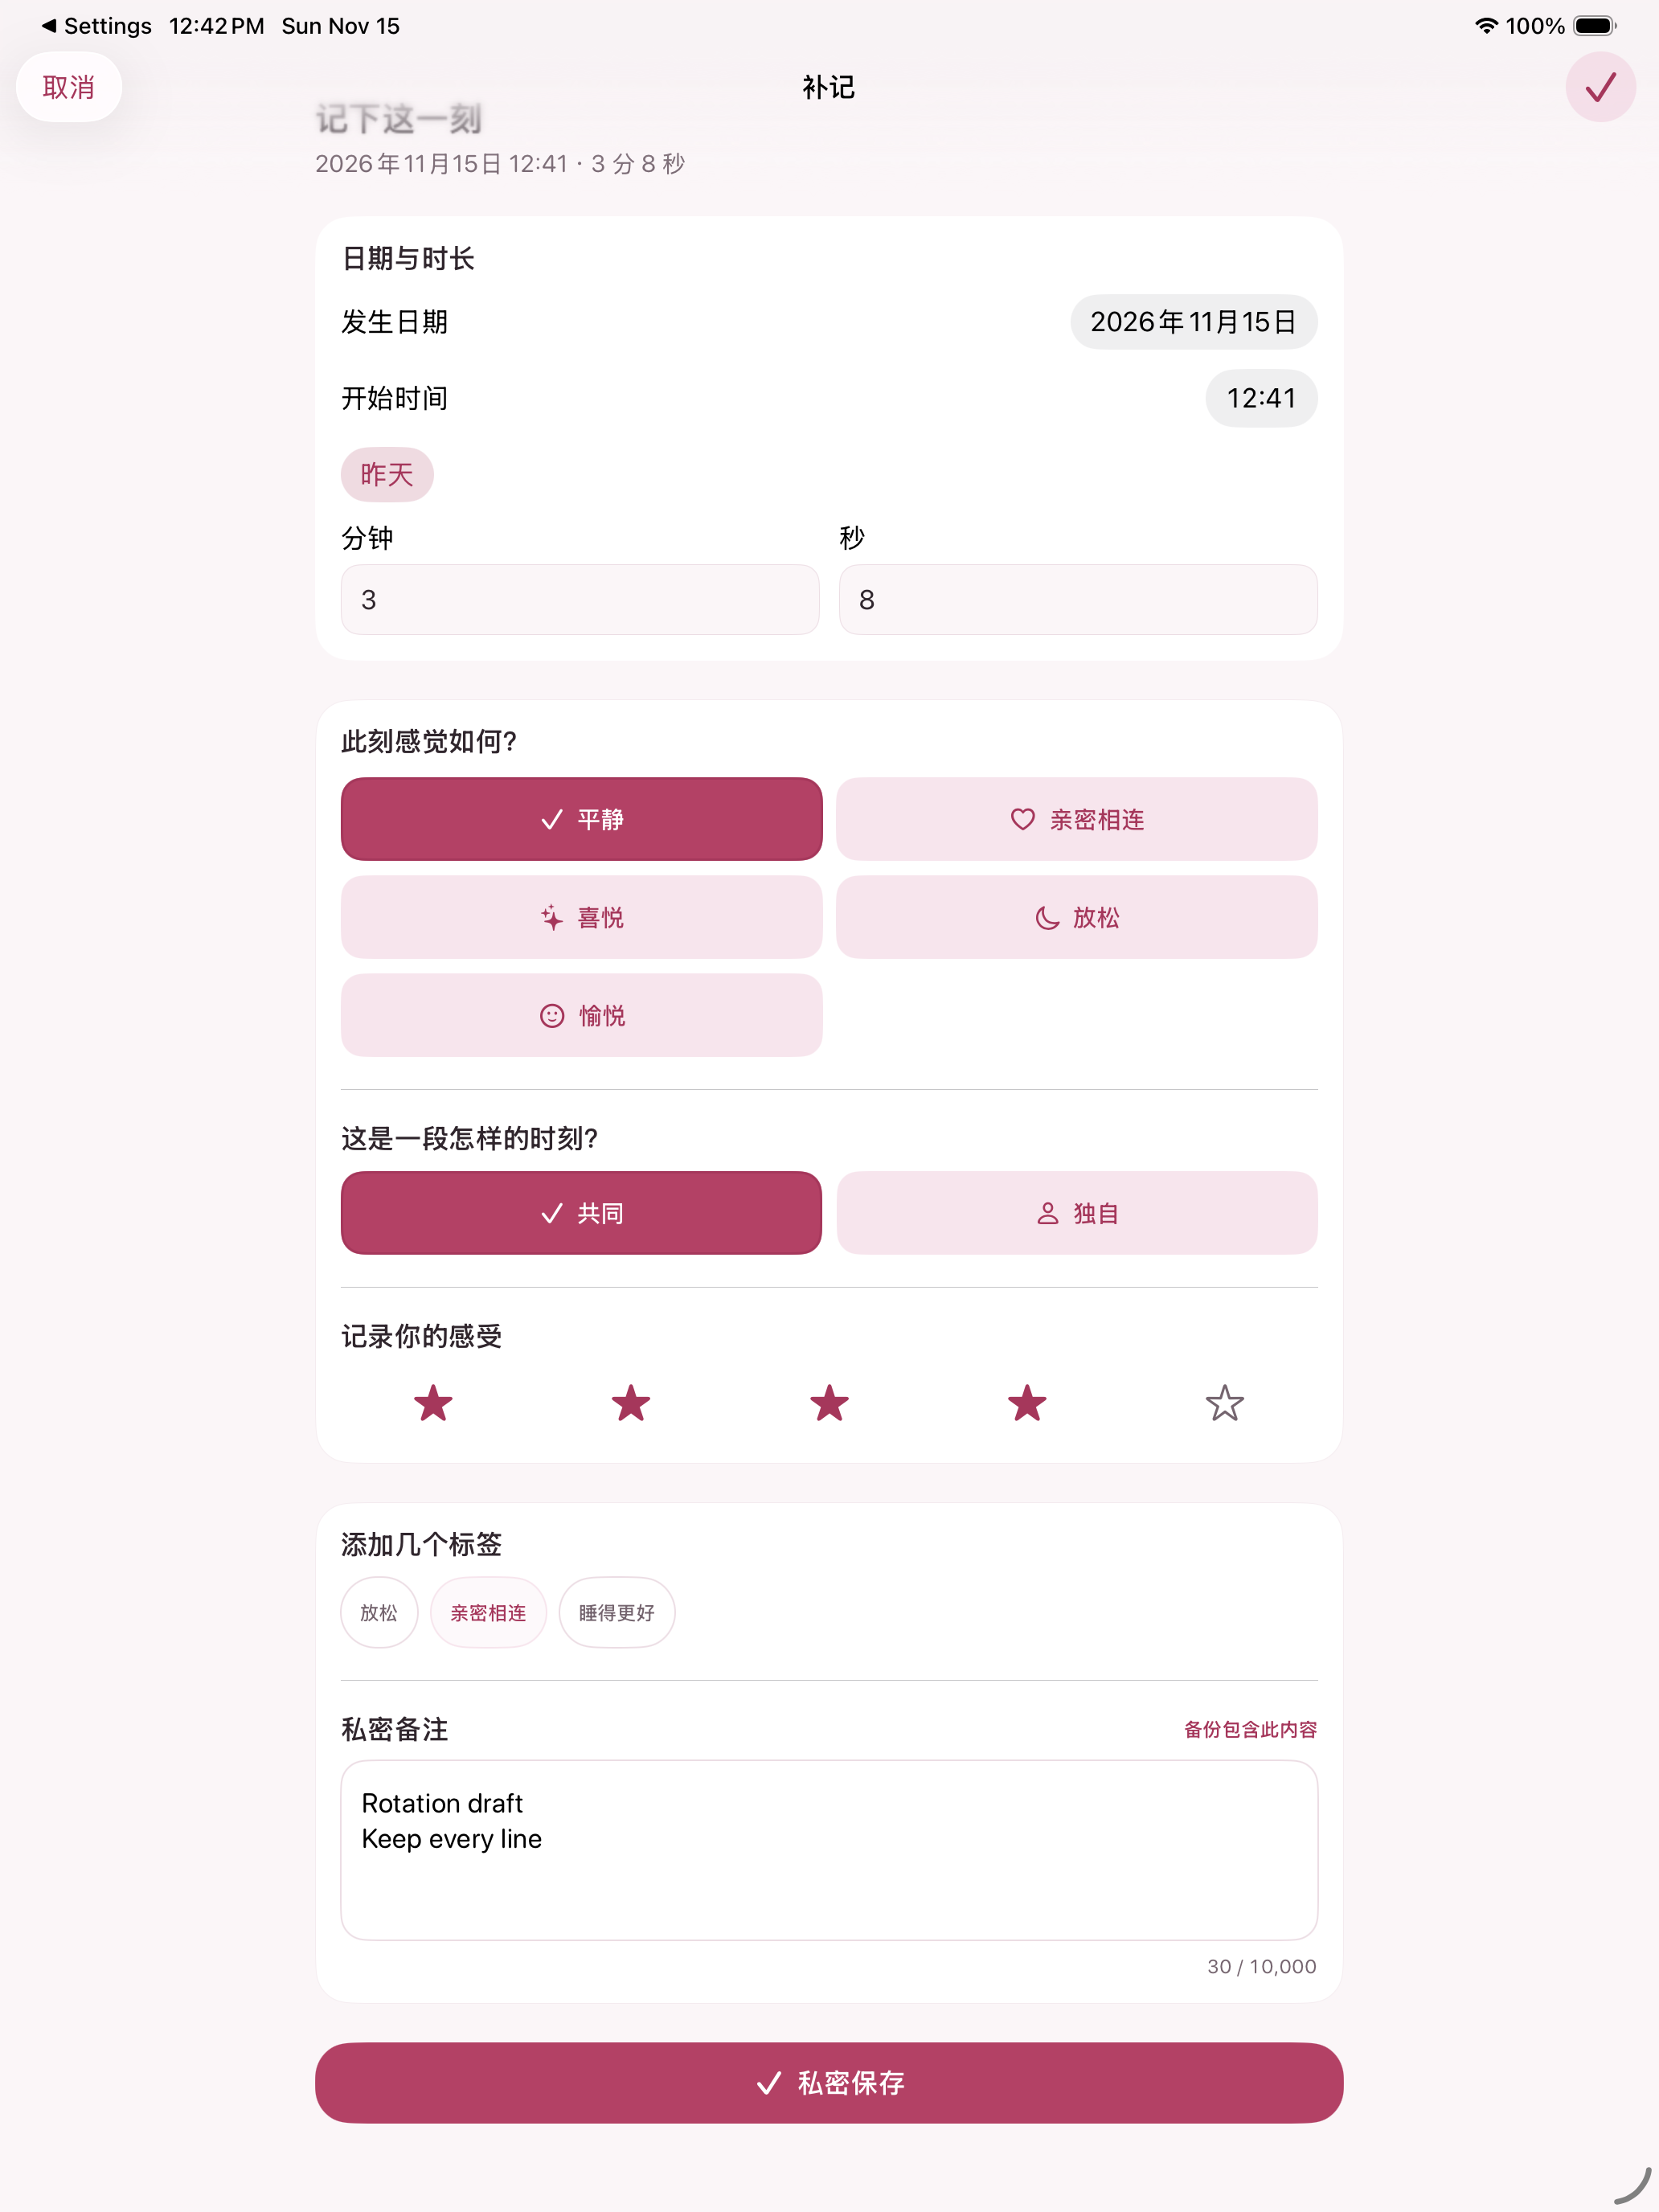 Settings 12:42 PM Sun Nov 15 100%
取消 补记
记下这一刻
2026年11月15日 12:41 · 3 分 8 秒
日期与时长
发生日期 2026年11月15日
开始时间 12:41
昨天
分钟 秒
3 8
此刻感觉如何?
平静 亲密相连
喜悦 放松
愉悦
这是一段怎样的时刻?
共同 独自
记录你的感受
添加几个标签
放松 亲密相连 睡得更好
私密备注 备份包含此内容
Rotation draft
Keep every line
30 / 10,000
私密保存